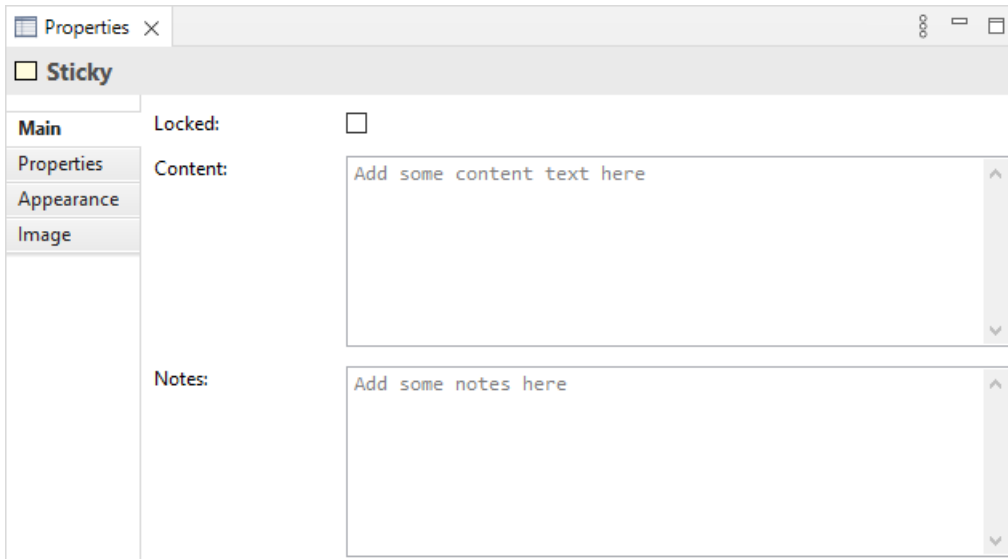 Properties
Sticky
Main
Properties
Appearance
Image
Locked:
Content:
Add some content text here
Notes:
Add some notes here